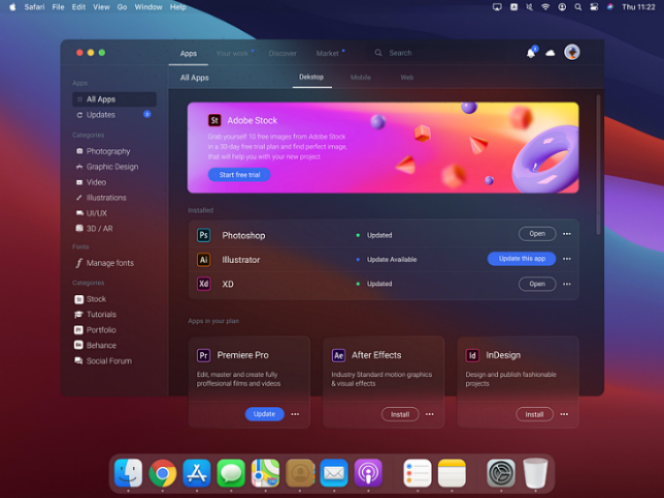 Safari File Edit View Go Window Help
Thu 11:22
Apps Your work Discover Market Search
All Apps
Dekstop Mobile Web
Apps
All Apps
Updates
Categories
Photography
Graphic Design
Video
Illustrations
UI/UX
3D / AR
Fonts
Manage fonts
Categories
Stock
Tutorials
Portfolio
Behance
Social Forum
St Adobe Stock
Grab yourself 10 free images from Adobe Stock
in a 30-day free trial plan and find perfect image,
that will help you with your new project
Start free trial
Installed
Ps Photoshop Updated Open
Ai Illustrator Update Available Update this app
Xd XD Updated Open
Apps in your plan
Pr Premiere Pro
Edit, master and create fully
proffesional films and videos
Update
Ae After Effects
Industry Standard motion graphics
& visual effects
Install
Id InDesign
Design and publish fashionable
projects
Install